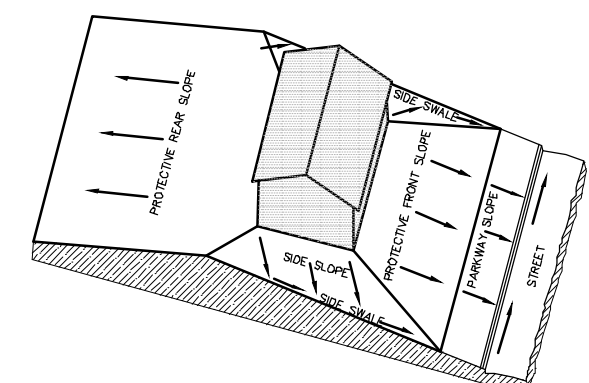 PROTECTIVE REAR SLOPE
SIDE SWALE
PROTECTIVE FRONT SLOPE
PARKWAY SLOPE
STREET
SIDE SLOPE
SIDE SWALE